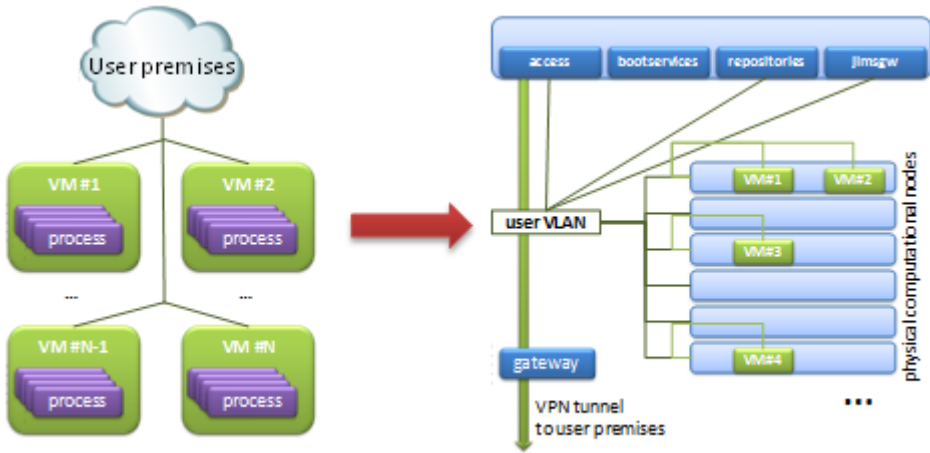 User premises
VM #1
process
VM #2
process
...
...
VM #N-1
process
VM #N
process
access
bootservices
repositories
jimsgw
VM#1
VM#2
user VLAN
VM#3
VM#4
gateway
...
VPN tunnel
to user premises
physical computational nodes